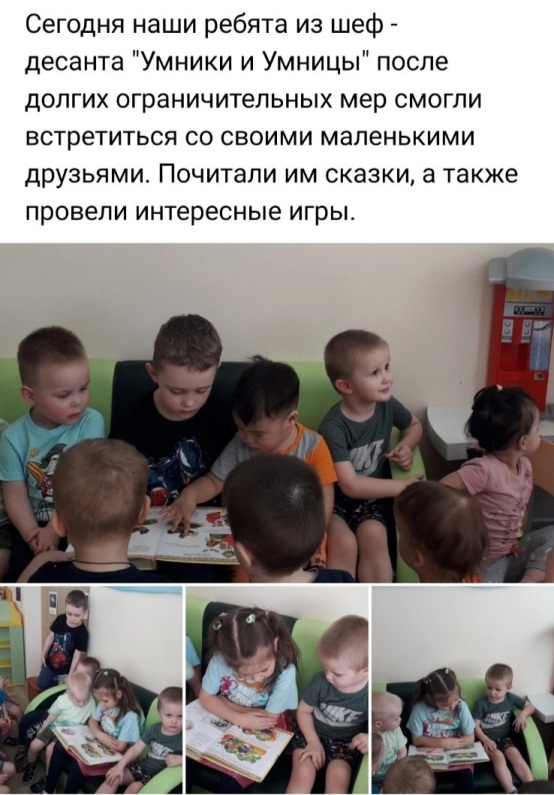 Сегодня наши ребята из шеф -
десанта "Умники и Умницы" после
долгих ограничительных мер смогли
встретиться со своими маленькими
друзьями. Почитали им сказки, а также
провели интересные игры.